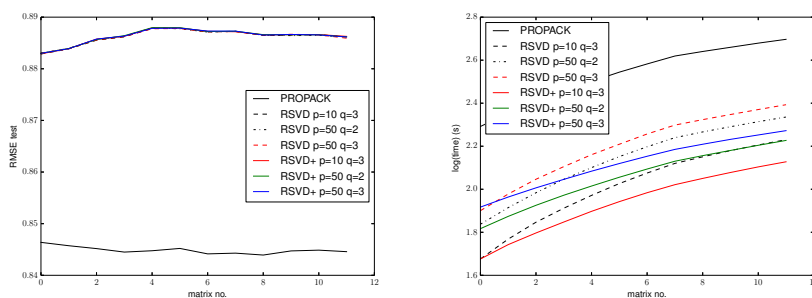 0.89
0.88
0.87
0.86
0.85
0.84
RMSE test
PROPACK
RSVD p=10 q=3
RSVD p=50 q=2
RSVD p=50 q=3
RSVD+ p=10 q=3
RSVD+ p=50 q=2
RSVD+ p=50 q=3
0 2 4 6 8 10 12
matrix no.
2.8
2.6
2.4
2.2
2.0
1.8
1.6
log(time) (s)
PROPACK
RSVD p=10 q=3
RSVD p=50 q=2
RSVD p=50 q=3
RSVD+ p=10 q=3
RSVD+ p=50 q=2
RSVD+ p=50 q=3
0 2 4 6 8 10 12
matrix no.